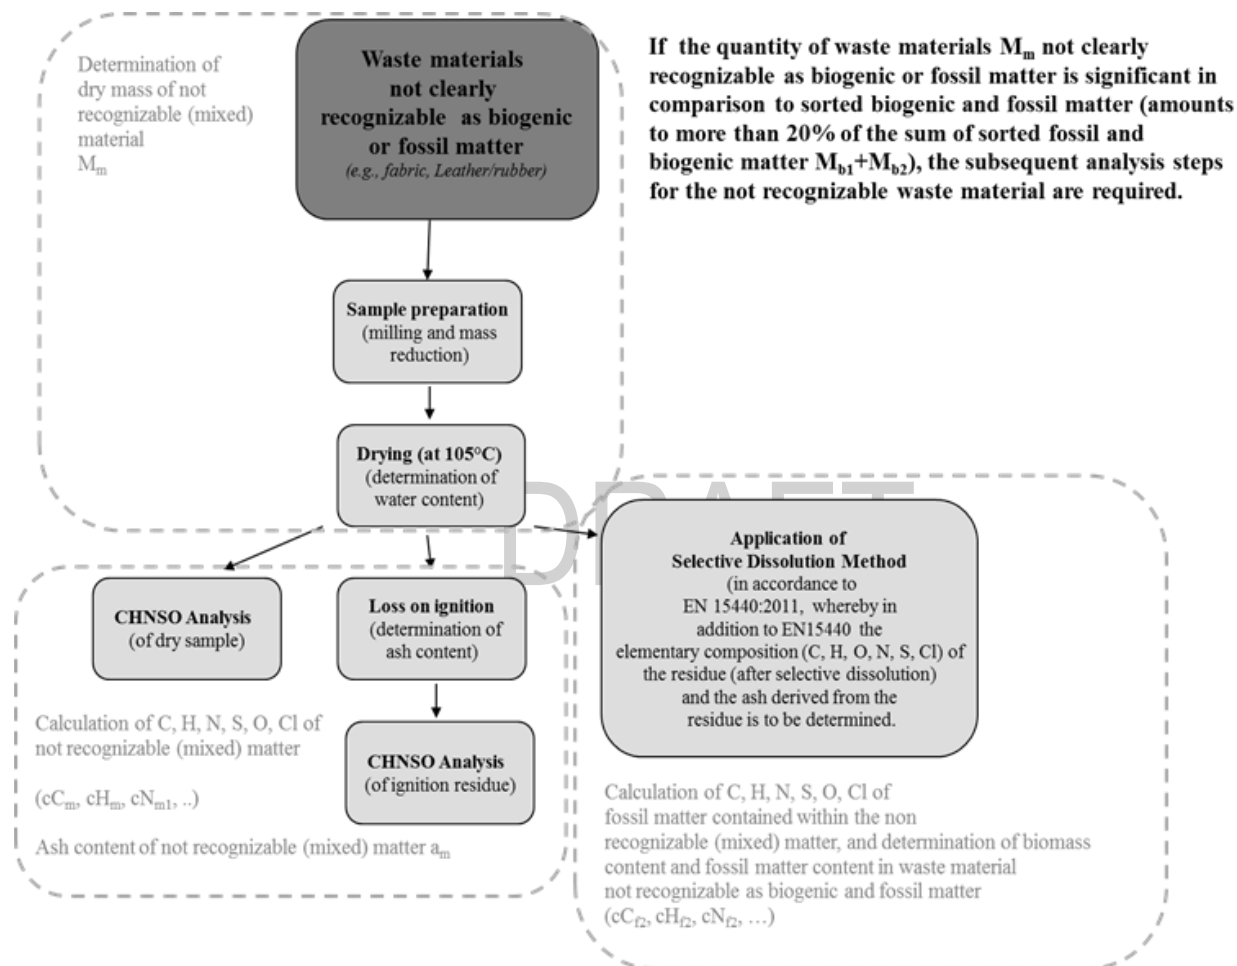 Determination of
dry mass of not
recognizable (mixed)
material
Mm
Waste materials
not clearly
recognizable as biogenic
or fossil matter
(e.g., fabric, Leather/rubber)
If the quantity of waste materials Mm not clearly
recognizable as biogenic or fossil matter is significant in
comparison to sorted biogenic and fossil matter (amounts
to more than 20% of the sum of sorted fossil and
biogenic matter Mb1+Mb2), the subsequent analysis steps
for the not recognizable waste material are required.
Sample preparation
(milling and mass
reduction)
Drying (at 105°C)
(determination of
water content)
DRAFT
CHNSO Analysis
(of dry sample)
Loss on ignition
(determination of
ash content)
Application of
Selective Dissolution Method
(in accordance to
EN 15440:2011, whereby in
addition to EN15440 the
elementary composition (C, H, O, N, S, Cl) of
the residue (after selective dissolution)
and the ash derived from the
residue is to be determined.
CHNSO Analysis
(of ignition residue)
Calculation of C, H, N, S, O, Cl of
not recognizable (mixed) matter
(cCm, cHm, cNm1, ..)
Ash content of not recognizable (mixed) matter am
Calculation of C, H, N, S, O, Cl of
fossil matter contained within the non
recognizable (mixed) matter, and determination of biomass
content and fossil matter content in waste material
not recognizable as biogenic and fossil matter
(cCf2, cHf2, cNf2, ...)